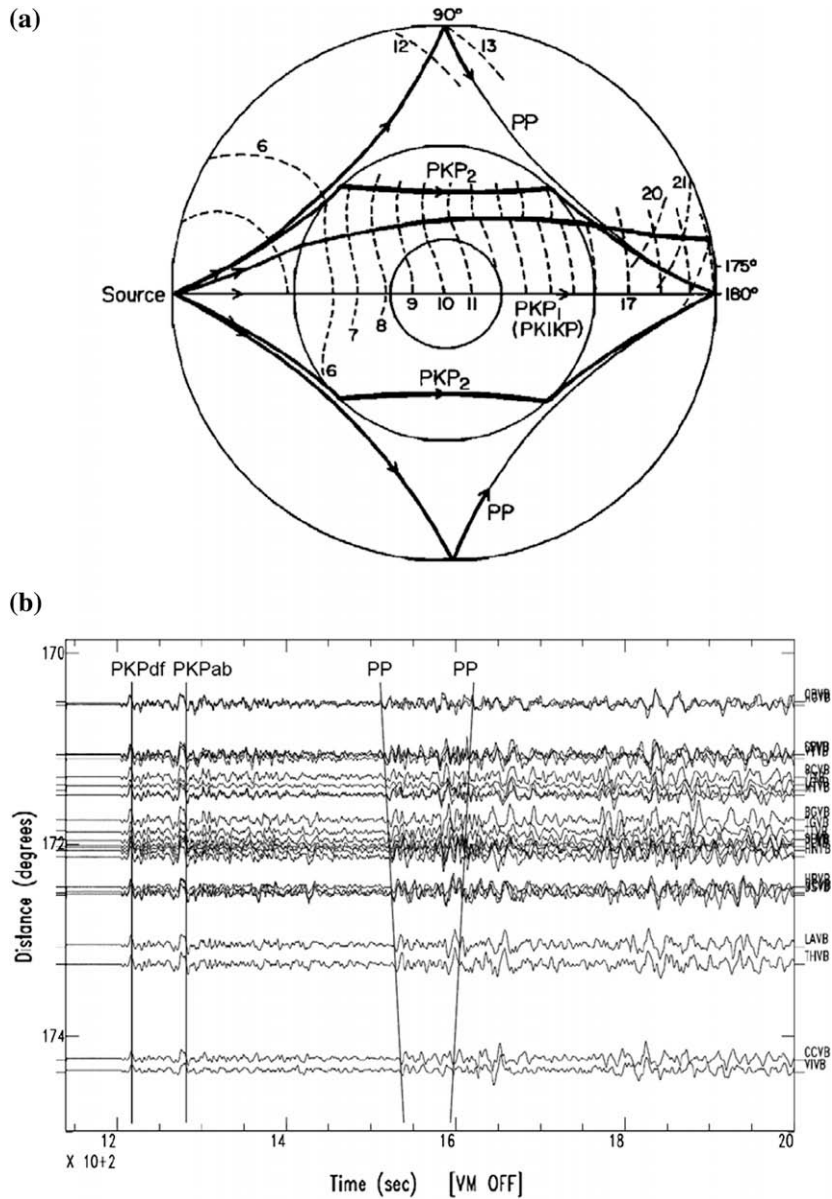 (a)
90°
12
13
6
PP
PKP2
20
21
175°
Source
180°
9
10
11
PKP1
17
(PKIKP)
8
7
6
PKP2
PP
(b)
170
PKPdf PKPab PP PP
172
Distance (degrees)
LAVB
THVB
174
CCVB
VIVB
12 14 16 18 20
X 10+2
Time (sec) [VM OFF]